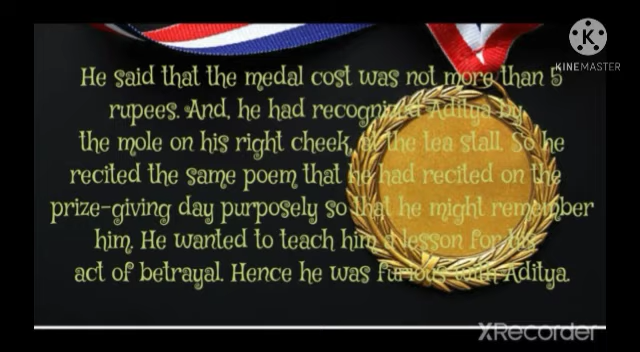 KINEMASTER
He said that the medal cost was not more than 5
rupees. And, he had recognized Aditya by
the mole on his right cheek, at the tea stall. So he
recited the same poem that he had recited on the
prize-giving day purposely so that he might remember
him. He wanted to teach him a lesson for his
act of betrayal. Hence he was furious with Aditya.
XRecorder